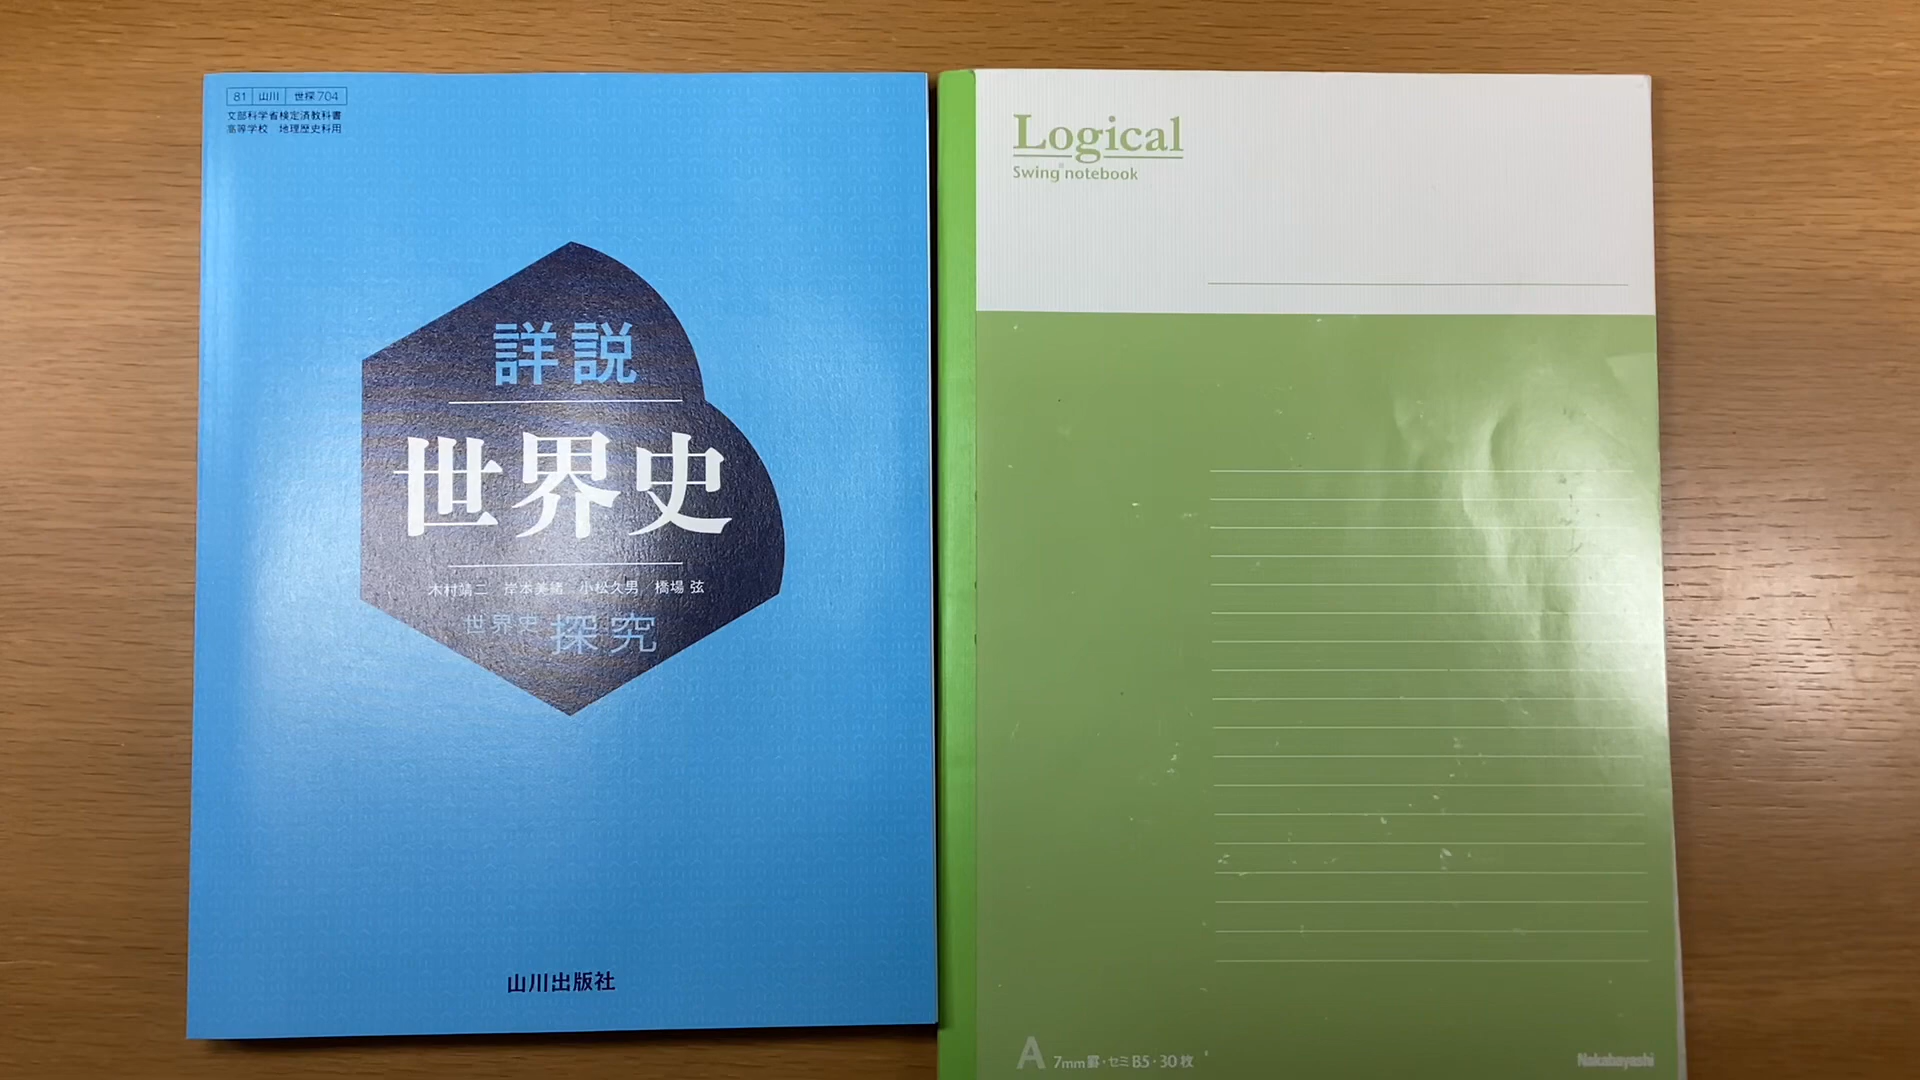 81 山川 世探704
文部科学省検定済教科書
高等学校 地理歴史科用
詳説
世界史
木村靖二 岸本美緒 小松久男 橋場 弦
世界史探究
山川出版社
Logical
Swing® notebook
A 7mm罫・セミB5・30枚
Nakabayashi